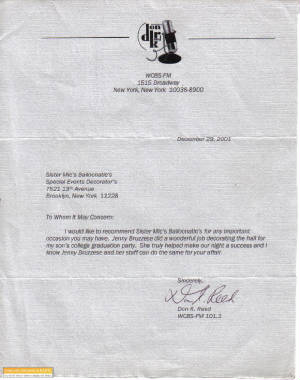 WCBS-FM
1515 Broadway
New York, New York 10036-8900
December 29, 2001
Sister Mic's Balloonatic's
Special Events Decorator's
7521 13th Avenue
Brooklyn, New York 11228
To Whom It May Concern:
I would like to recommend Sister Mic's Balloonatic's for any important
occasion you may have. Jenny Bruzzese did a wonderful job decorating the hall for
my son's college graduation party. She truly helped make our night a success and I
know Jenny Bruzzese and her staff can do the same for your affair.
Sincerely,
Don R. Reed
Don R. Reed
WCBS-FM 101.1